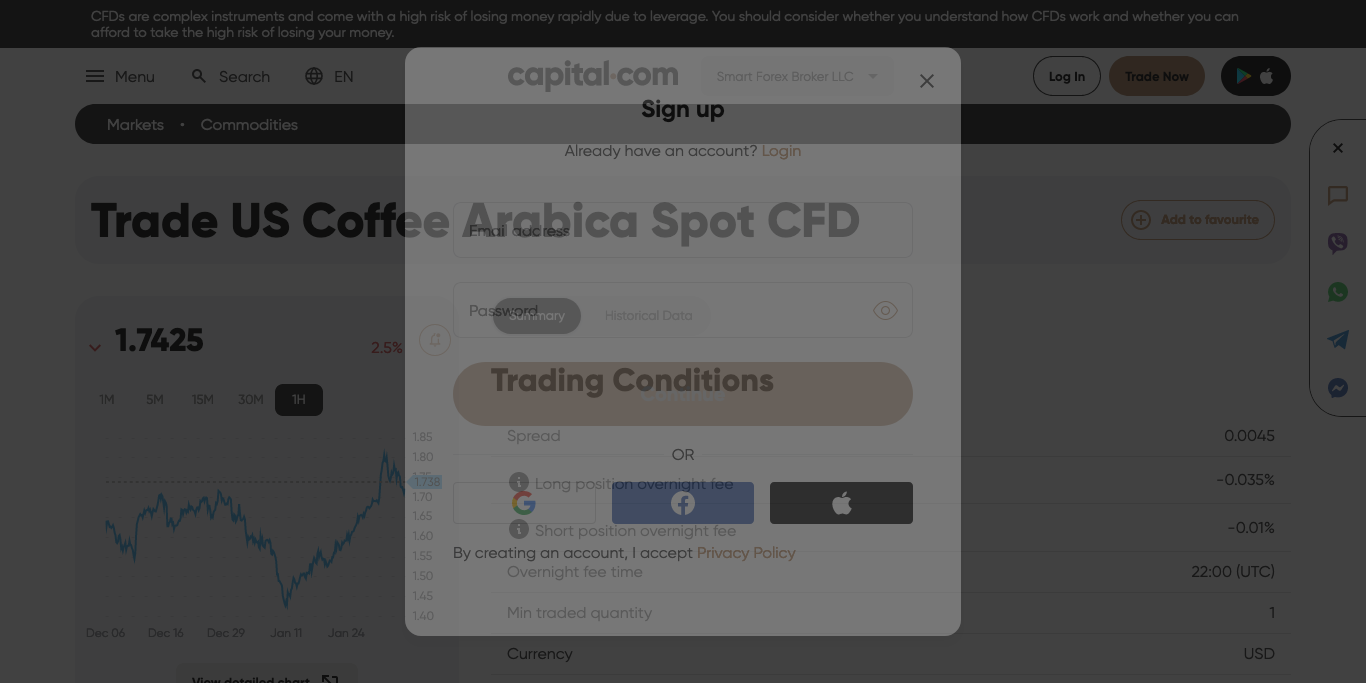 CFDs are complex instruments and come with a high risk of losing money rapidly due to leverage. You should consider whether you understand how CFDs work and whether you can
afford to take the high risk of losing your money.
Menu
Search
EN
capital.com
Smart Forex Broker LLC
Log In
Trade Now
Sign up
Markets • Commodities
Already have an account? Login
Trade US Coffee Arabica Spot CFD
Email address
Add to favourite
1.7425
2.5%
Password
Summary
Historical Data
1M
5M
15M
30M
1H
Trading Conditions
Continue
1.85
1.80
1.75
1.738
1.70
1.65
1.60
1.55
1.50
1.45
1.40
Dec 06
Dec 16
Dec 29
Jan 11
Jan 24
View detailed chart
Spread
0.0045
OR
Long position overnight fee
-0.035%
Short position overnight fee
-0.01%
By creating an account, I accept Privacy Policy
Overnight fee time
22:00 (UTC)
Min traded quantity
1
Currency
USD